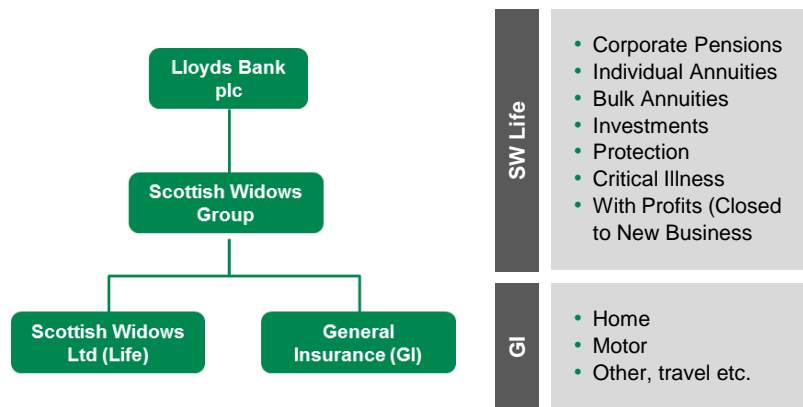 Lloyds Bank
plc
Scottish Widows
Group
Scottish Widows
Ltd (Life)
General
Insurance (GI)
SW Life
• Corporate Pensions
• Individual Annuities
• Bulk Annuities
• Investments
• Protection
• Critical Illness
• With Profits (Closed
to New Business
GI
• Home
• Motor
• Other, travel etc.